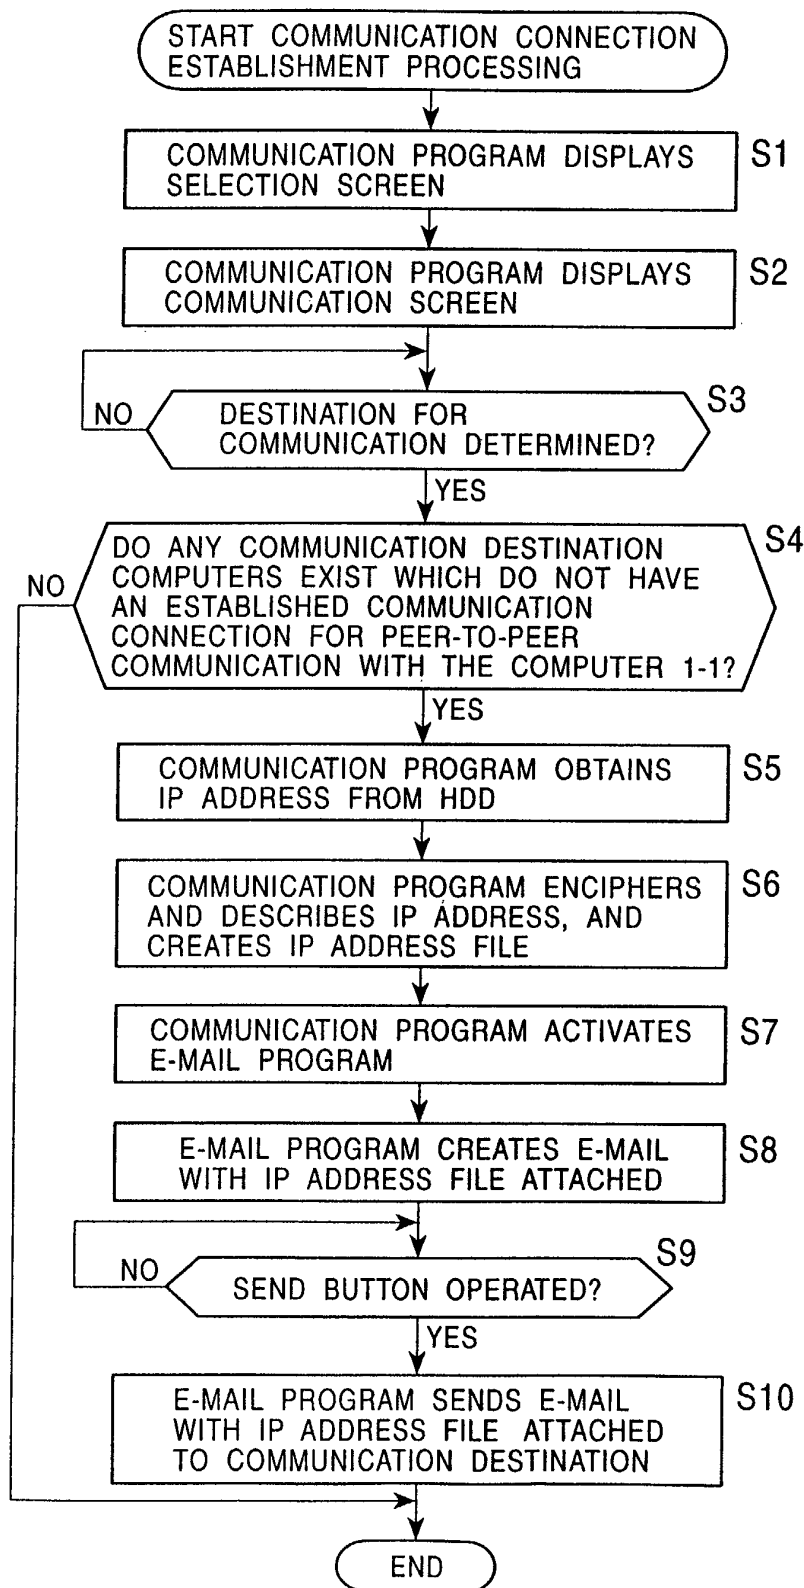 START COMMUNICATION CONNECTION
ESTABLISHMENT PROCESSING
COMMUNICATION PROGRAM DISPLAYS
SELECTION SCREEN
S1
COMMUNICATION PROGRAM DISPLAYS
COMMUNICATION SCREEN
S2
DESTINATION FOR
COMMUNICATION DETERMINED?
S3
NO
YES
DO ANY COMMUNICATION DESTINATION
COMPUTERS EXIST WHICH DO NOT HAVE
AN ESTABLISHED COMMUNICATION
CONNECTION FOR PEER-TO-PEER
COMMUNICATION WITH THE COMPUTER 1-1?
S4
NO
YES
COMMUNICATION PROGRAM OBTAINS
IP ADDRESS FROM HDD
S5
COMMUNICATION PROGRAM ENCIPHERS
AND DESCRIBES IP ADDRESS, AND
CREATES IP ADDRESS FILE
S6
COMMUNICATION PROGRAM ACTIVATES
E-MAIL PROGRAM
S7
E-MAIL PROGRAM CREATES E-MAIL
WITH IP ADDRESS FILE ATTACHED
S8
SEND BUTTON OPERATED?
S9
NO
YES
E-MAIL PROGRAM SENDS E-MAIL
WITH IP ADDRESS FILE ATTACHED
TO COMMUNICATION DESTINATION
S10
END